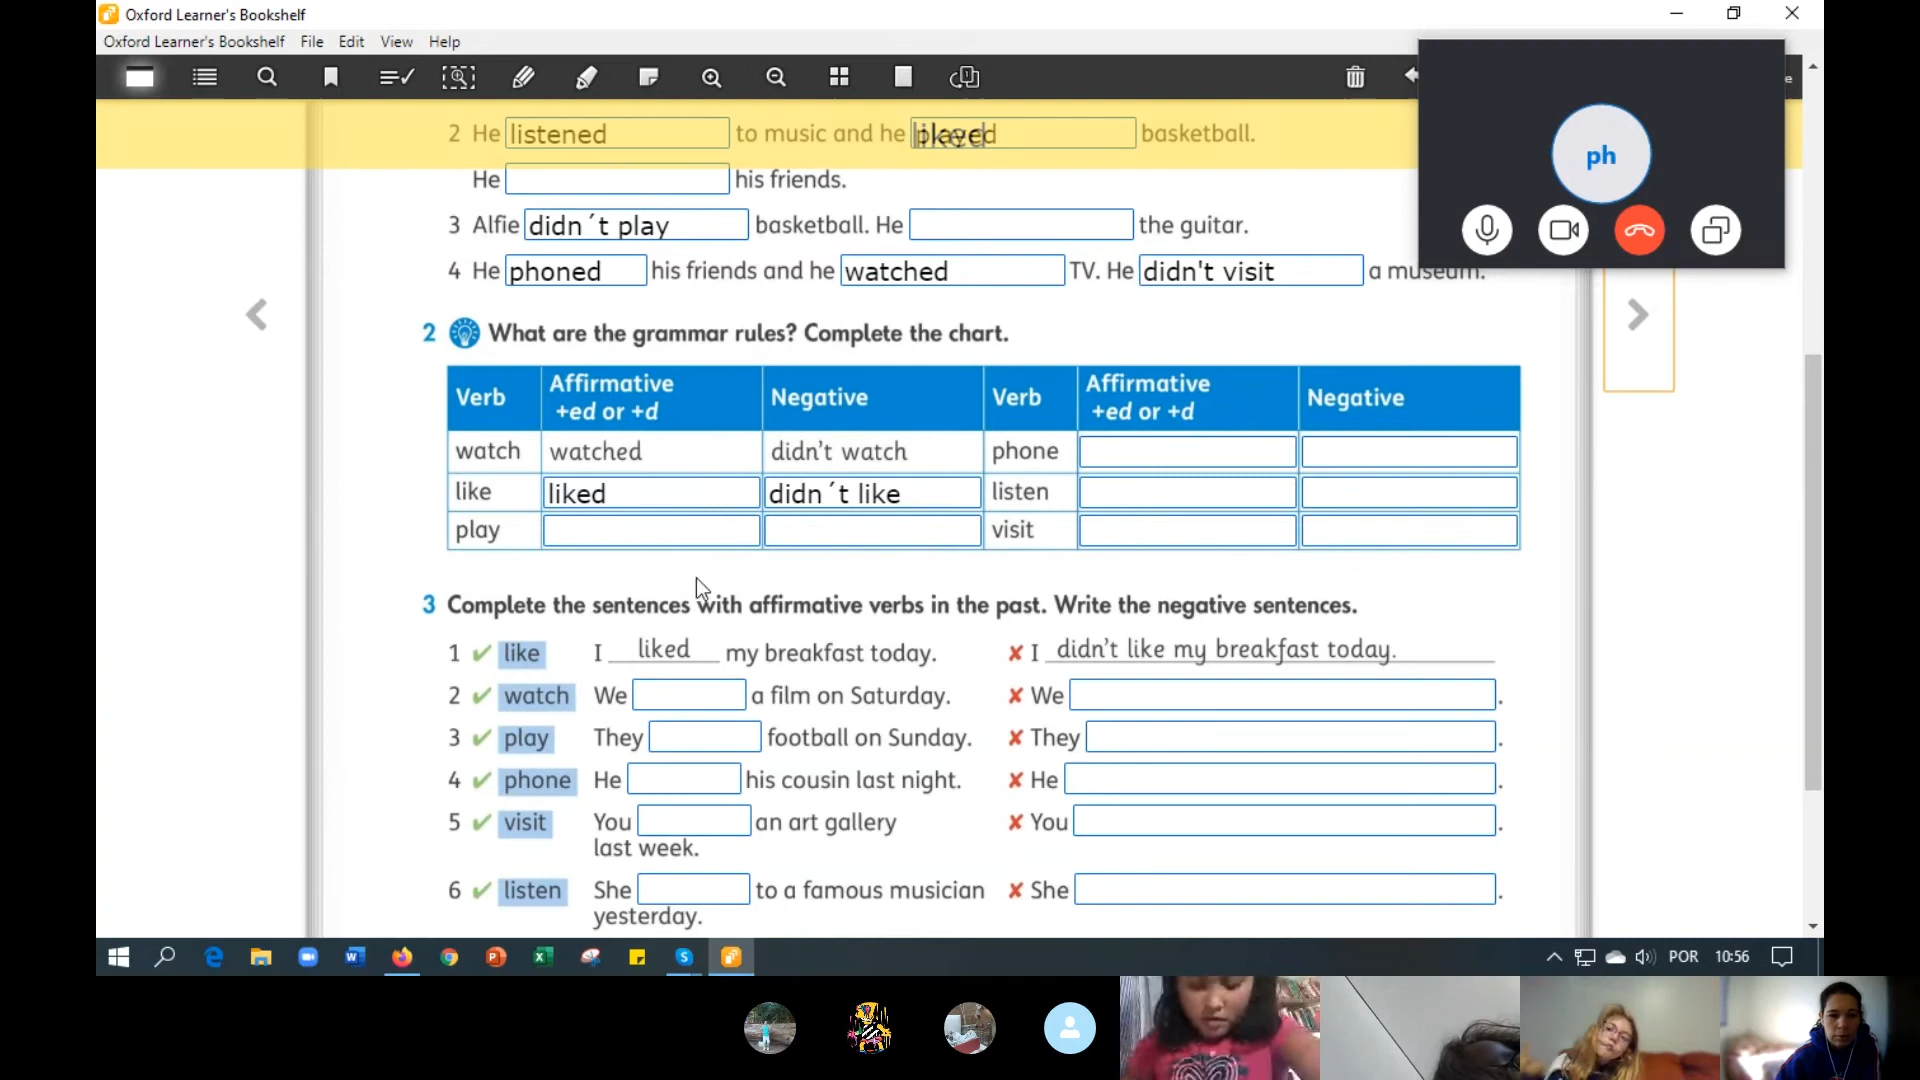 Oxford Learner's Bookshelf
Oxford Learner's Bookshelf File Edit View Help
2 He listened to music and he basketball.
He his friends.
3 Alfie didn´t play basketball. He the guitar.
4 He phoned his friends and he watched TV. He didn't visit a museum.
ph
2 What are the grammar rules? Complete the chart.
Verb Affirmative +ed or +d Negative Verb Affirmative +ed or +d Negative
watch watched didn't watch phone
like liked didn´t like listen
play visit
3 Complete the sentences with affirmative verbs in the past. Write the negative sentences.
1 ✔ like I liked my breakfast today. ✘ I didn't like my breakfast today.
2 ✔ watch We a film on Saturday. ✘ We .
3 ✔ play They football on Sunday. ✘ They .
4 ✔ phone He his cousin last night. ✘ He .
5 ✔ visit You an art gallery ✘ You .
last week.
6 ✔ listen She to a famous musician ✘ She .
yesterday.
POR 10:56